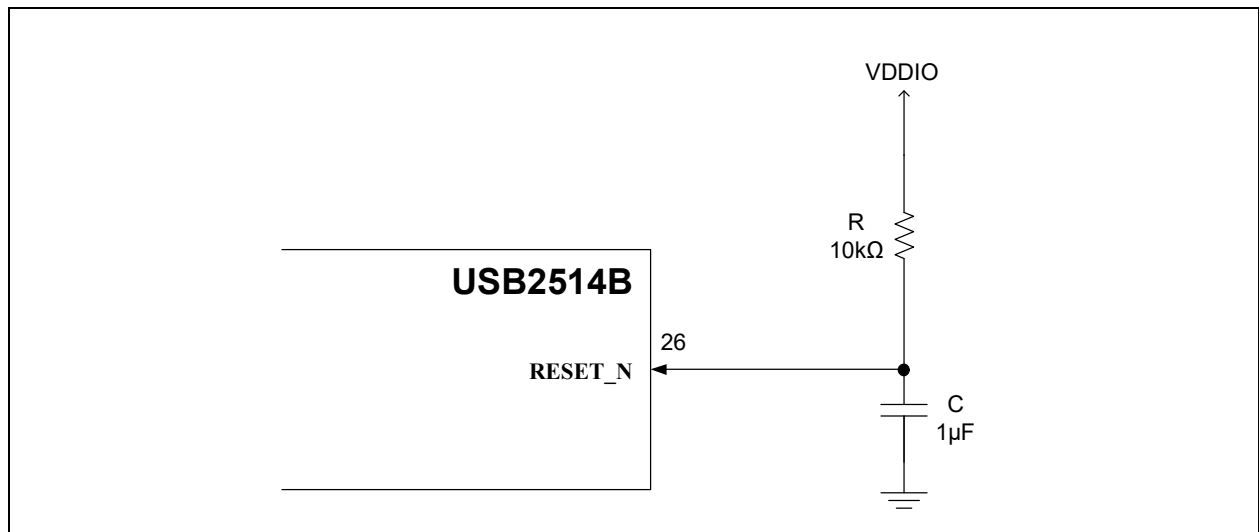 VDDIO
R
10kΩ
USB2514B
26
RESET_N
C
1µF